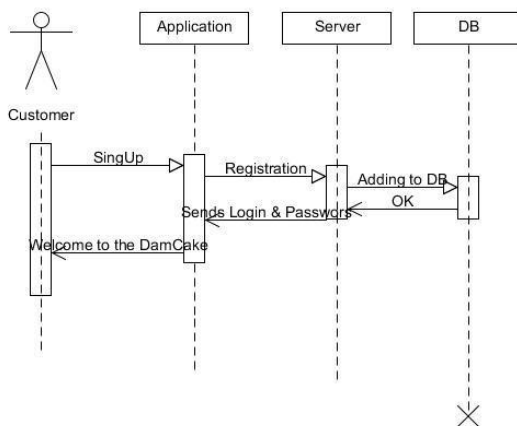 Application
Server
DB
Customer
SingUp
Registration
Adding to DB
OK
Sends Login & Passwors
Welcome to the DamCake